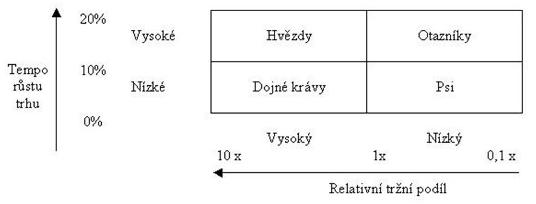 20%
Vysoké
Hvězdy
Otazníky
Tempo
růstu
trhu
10%
Nízké
Dojné krávy
Psi
0%
Vysoký
Nízký
10 x
1x
0,1 x
Relativní tržní podíl